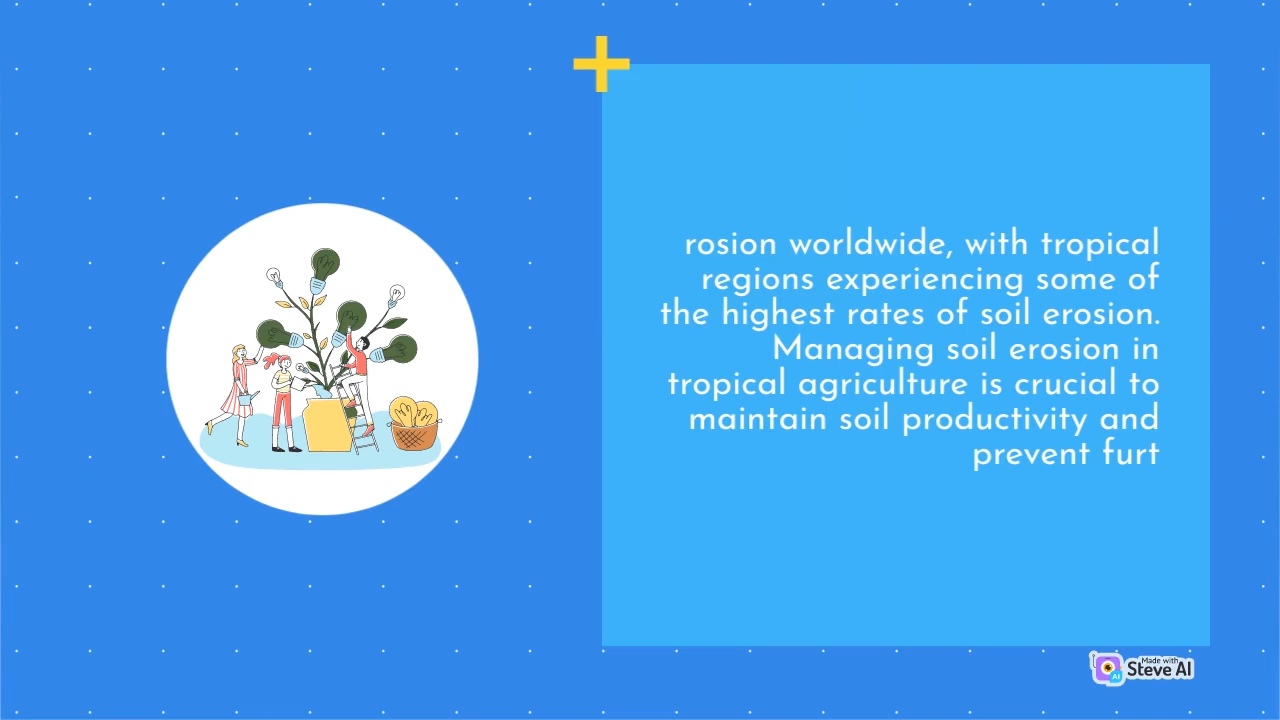 rosion worldwide, with tropical
regions experiencing some of
the highest rates of soil erosion.
Managing soil erosion in
tropical agriculture is crucial to
maintain soil productivity and
prevent furt
Made with
Steve AI
AI